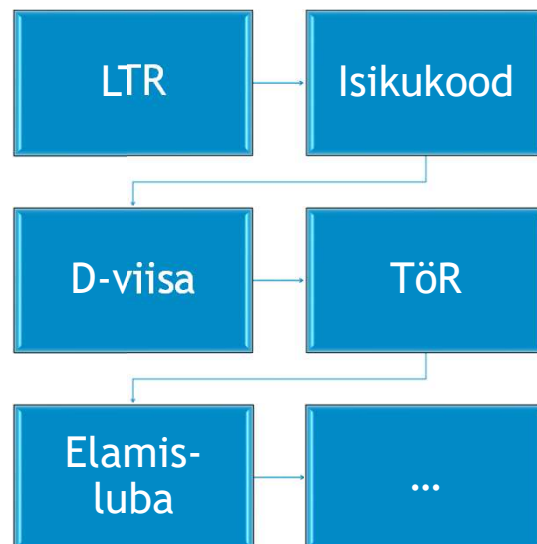 LTR
Isikukood
D-viisa
TöR
Elamis-
luba
...